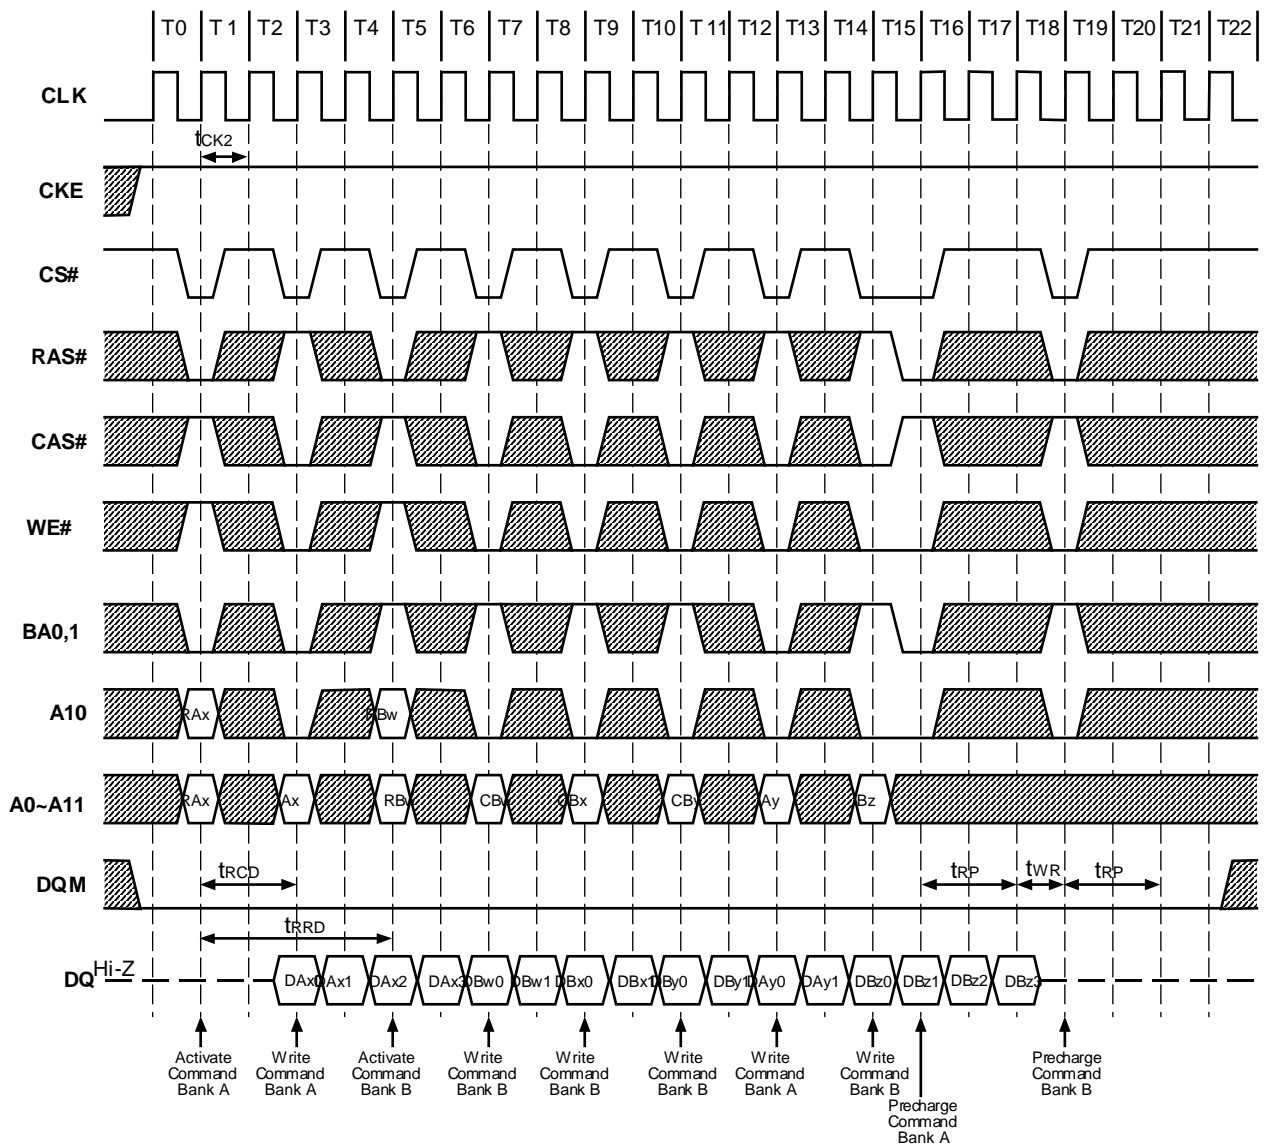 T0 T 1 T2 T3 T4 T5 T6 T7 T8 T9 T10 T 11 T12 T13 T14 T15 T16 T17 T18 T19 T20 T21 T22
CLK
tCK2
CKE
CS#
RAS#
CAS#
WE#
BA0,1
A10 RAx RBw
A0~A11 RAx Ax RBw CBw CBx CBy Ay Bz
DQM tRCD tRP tWR tRP
tRRD
DQ Hi-Z DAx0 DAx1 DAx2 DAx3 DBw0 DBw1 DBx0 DBx1 DBy0 DBy1 DAy0 DAy1 DBz0 DBz1 DBz2 DBz3
Activate Command Bank A
Write Command Bank A
Activate Command Bank B
Write Command Bank B
Write Command Bank B
Write Command Bank B
Write Command Bank A
Write Command Bank B
Precharge Command Bank A
Precharge Command Bank B